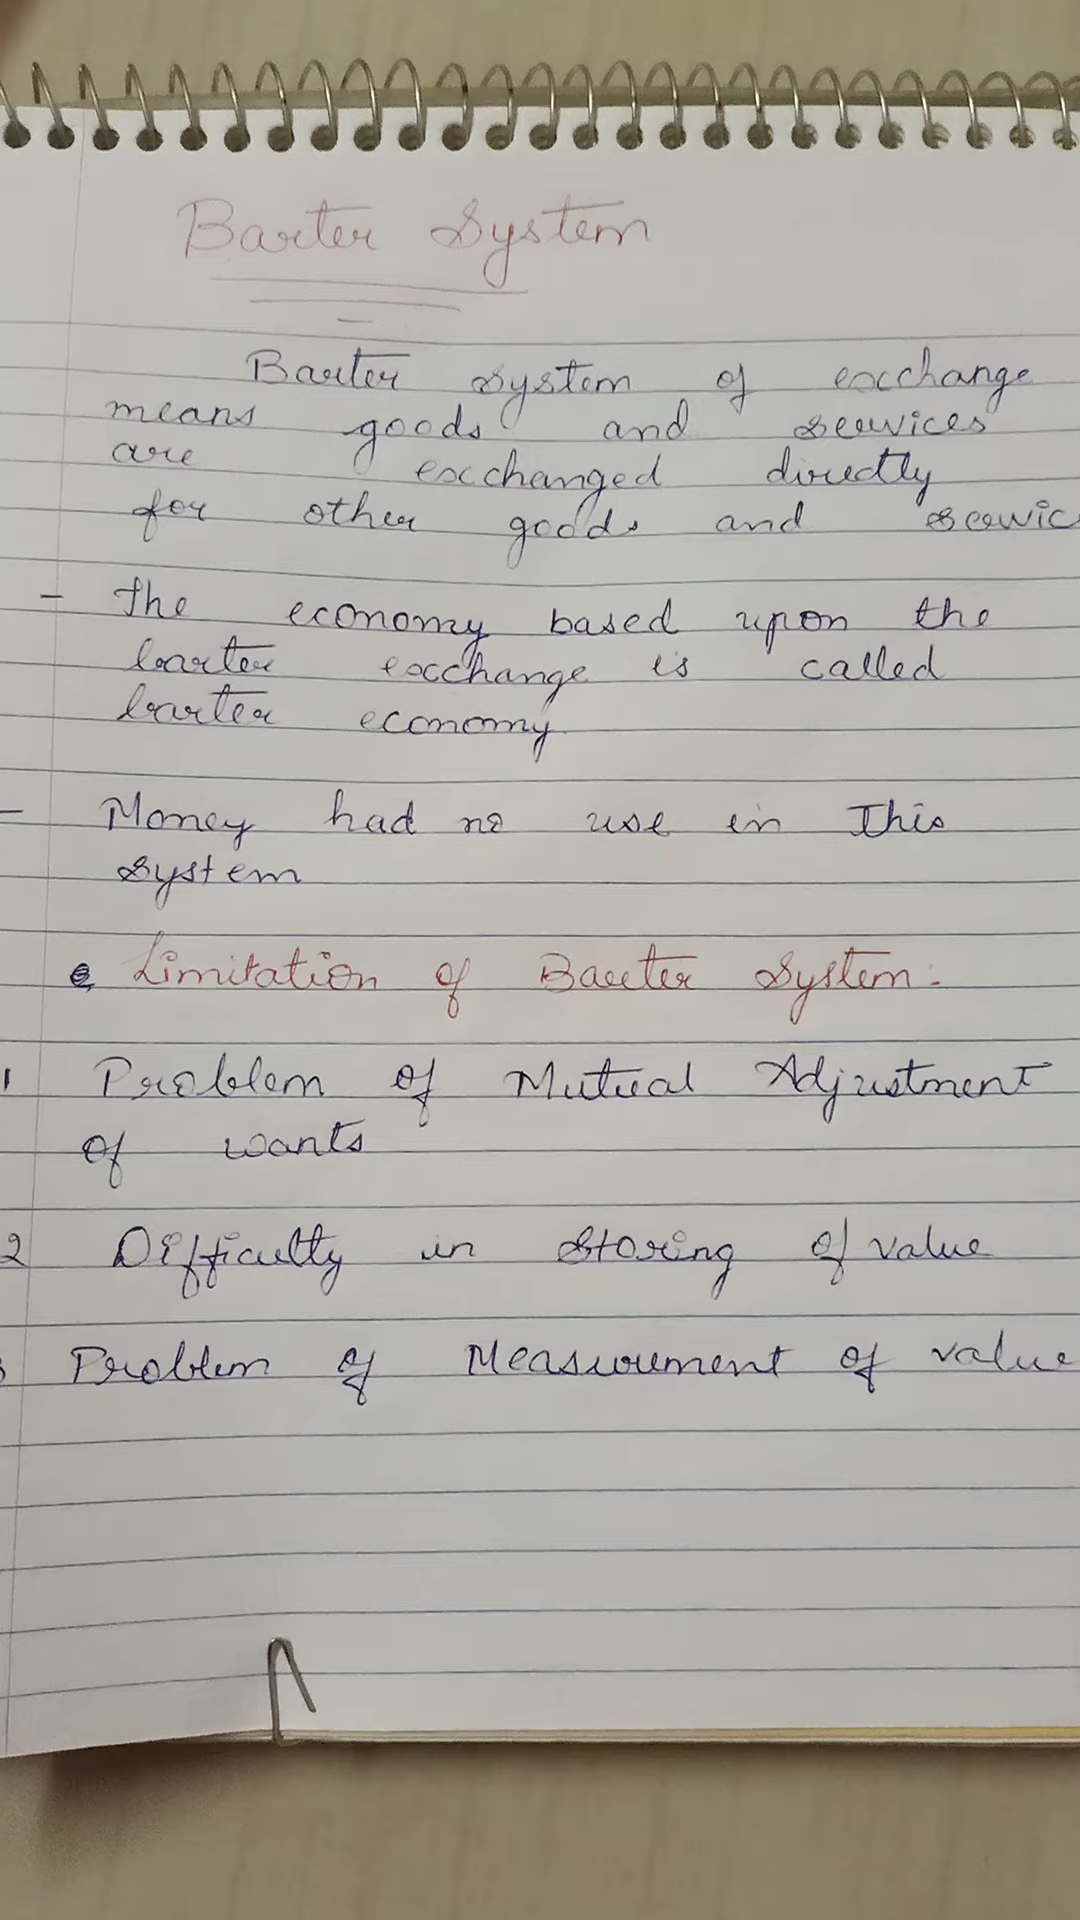 Barter System
Barter system of exchange
means goods and services
are exchanged directly
for other goods and servic
- The economy based upon the
barter exchange is called
barter economy
- Money had no use in This
system
Limitation of Barter System.
1 Problem of Mutual Adjustment
of wants
2 Difficulty in Storing of value
3 Problem of Measurement of value